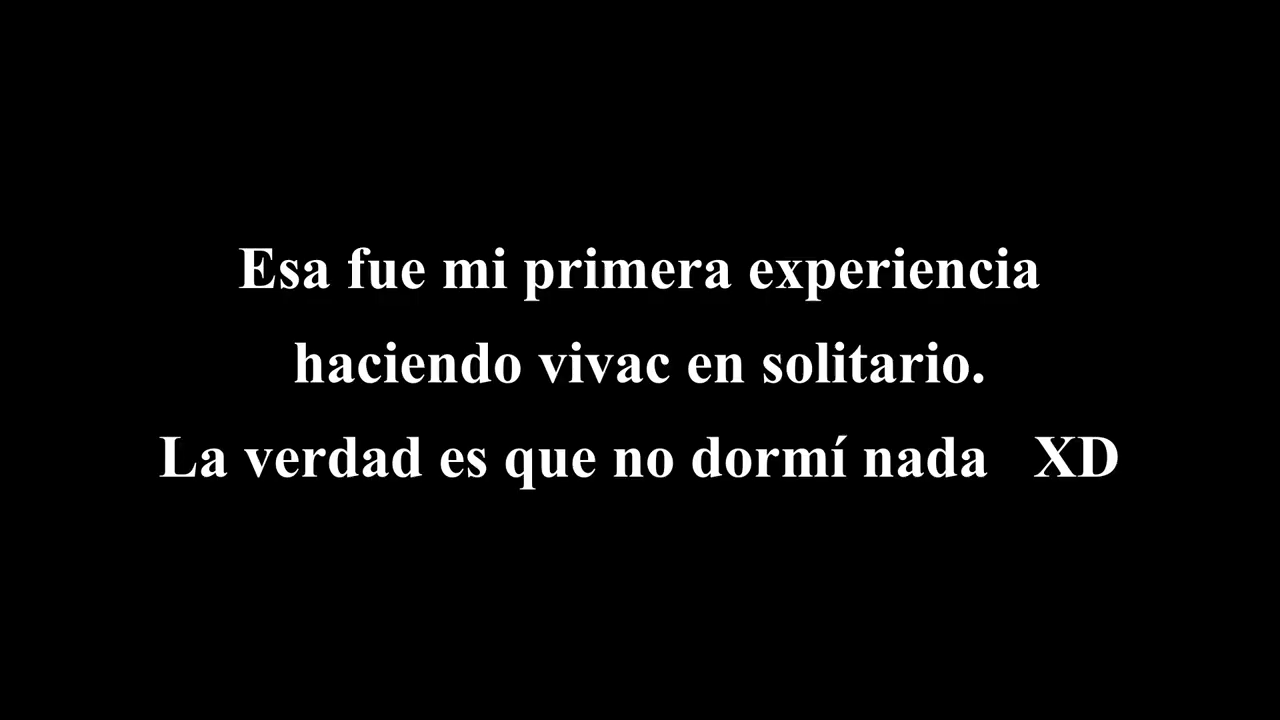 Esa fue mi primera experiencia
haciendo vivac en solitario.
La verdad es que no dormí nada   XD